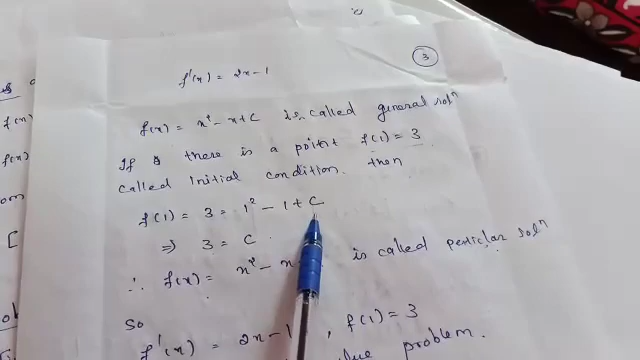 3
f'(x) = 2x-1
f(x) = x² - x + C is called general solⁿ
If there is a point f(1) = 3
called initial condition. then
f(1) = 3 = 1² - 1 + C
⇒ 3 = C
∴ f(x) = x² - x is called perticular solⁿ
So
f'(x) = 2x-1, f(1) = 3
problem.